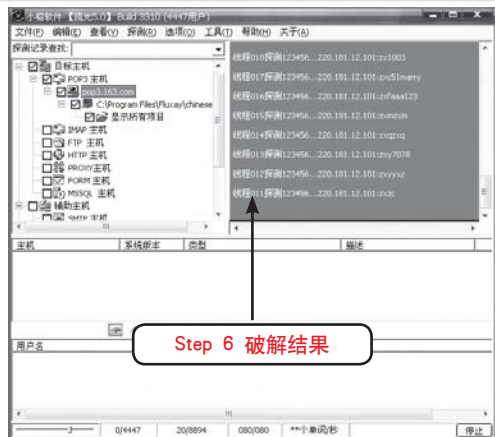 小榕软件-【流光5.0】 Build 3310 (4447用户)
文件(F) 编辑(E) 查看(V) 探测(D) 选项(O) 工具(T) 帮助(H) 关于(A)
探测记录查找:
目标主机
POP3 主机
pop3.163.com
C:\Program Files\Fluxay\chinese
显示所有项目
IMAP 主机
FTP 主机
HTTP 主机
PROXY主机
FORM 主机
MSSQL 主机
辅助主机
SMTP 主机
线程018探测123456...220.181.12.101:zs1003
线程017探测123456...220.181.12.101:zxc51marry
线程016探测123456...220.181.12.101:zxfaaa123
线程015探测123456...220.181.12.101:zxmzxm
线程014探测123456...220.181.12.101:zxqzxq
线程013探测123456...220.181.12.101:zxy7078
线程012探测123456...220.181.12.101:zxyyxz
线程011探测123456...220.181.12.101:zxzx
主机 系统版本 类型 描述
Step 6 破解结果
用户名
0/4447 20/8894 080/080 **个单词/秒 停止